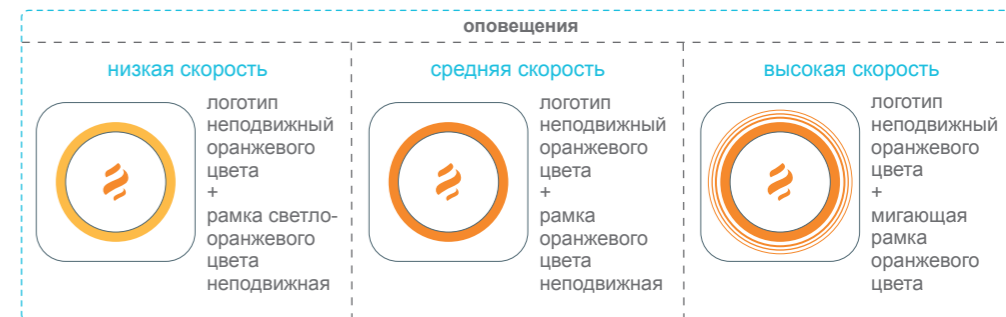 оповещения
низкая скорость
логотип
неподвижный
оранжевого
цвета
+
рамка светло-
оранжевого
цвета
неподвижная
средняя скорость
логотип
неподвижный
оранжевого
цвета
+
рамка
оранжевого
цвета
неподвижная
высокая скорость
логотип
неподвижный
оранжевого
цвета
+
мигающая
рамка
оранжевого
цвета